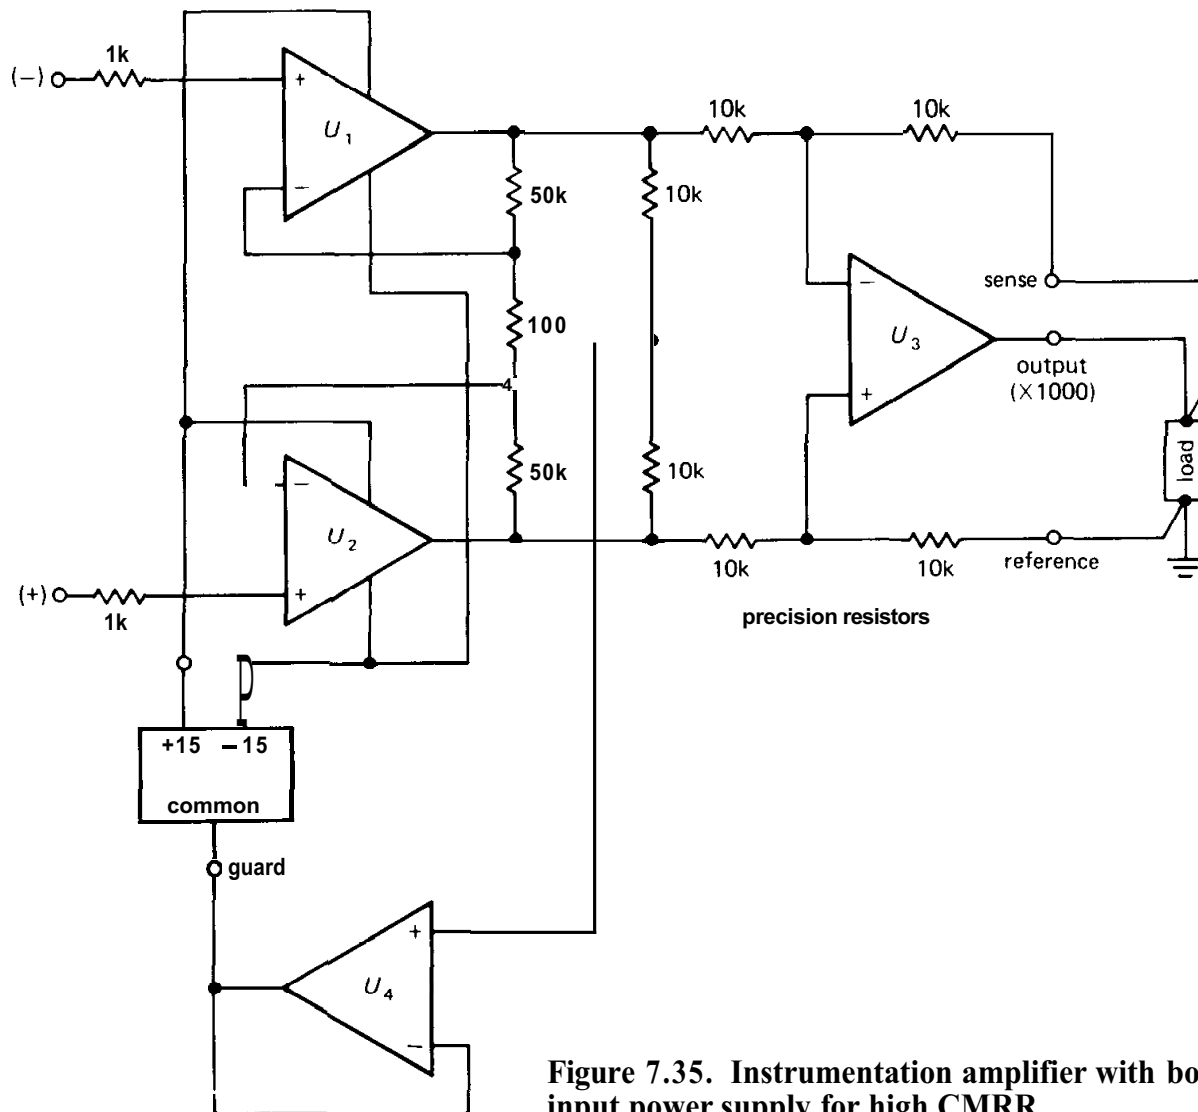 1k
(−)
+
U1
−
50k
100
4
10k
10k
10k
sense
−
U3
+
output
(×1000)
load
−
U2
+
50k
10k
(+)
1k
10k
10k
reference
precision resistors
+15 −15
common
guard
+
U4
−
Figure 7.35. Instrumentation amplifier with
input power supply for high CMRR